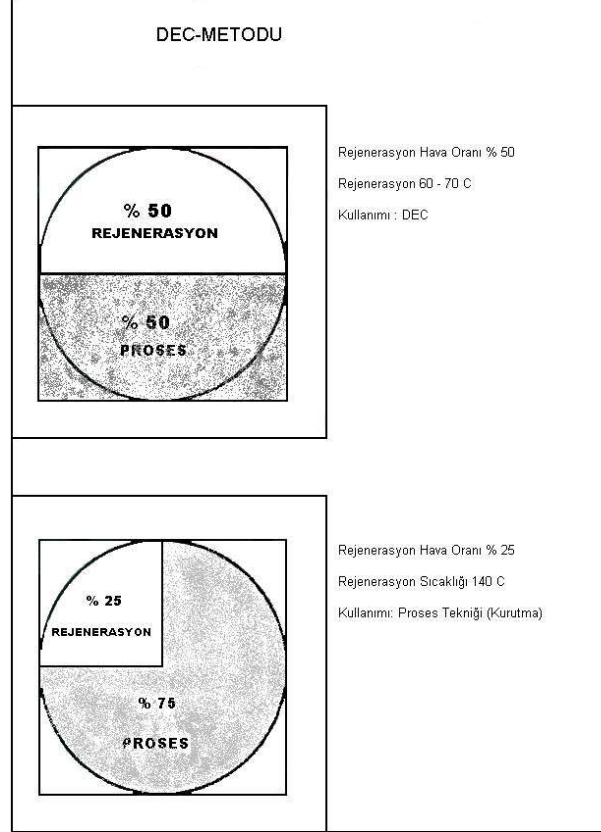 DEC-METODU
% 50
REJENERASYON
% 50
PROSES
Rejenerasyon Hava Oranı % 50
Rejenerasyon 60 - 70 C
Kullanımı : DEC
% 25
REJENERASYON
% 75
PROSES
Rejenerasyon Hava Oranı % 25
Rejenerasyon Sıcaklığı 140 C
Kullanımı: Proses Tekniği (Kurutma)